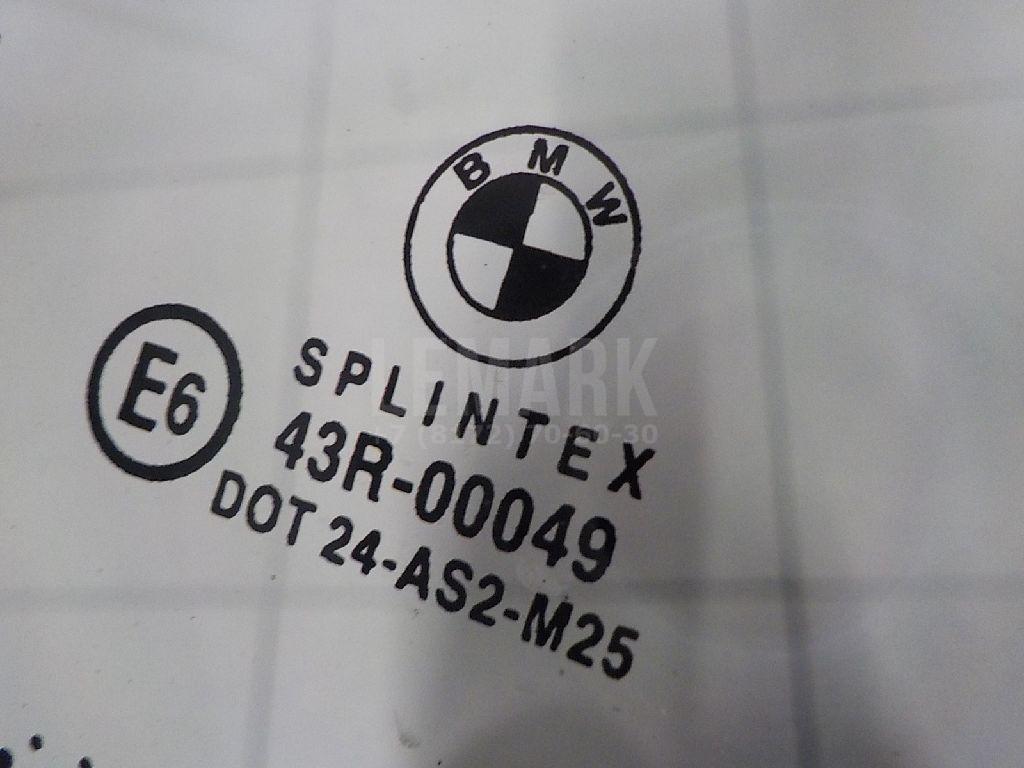 BMW
E6
SPLINTEX
43R-00049
DOT 24-AS2-M25
LEMARK